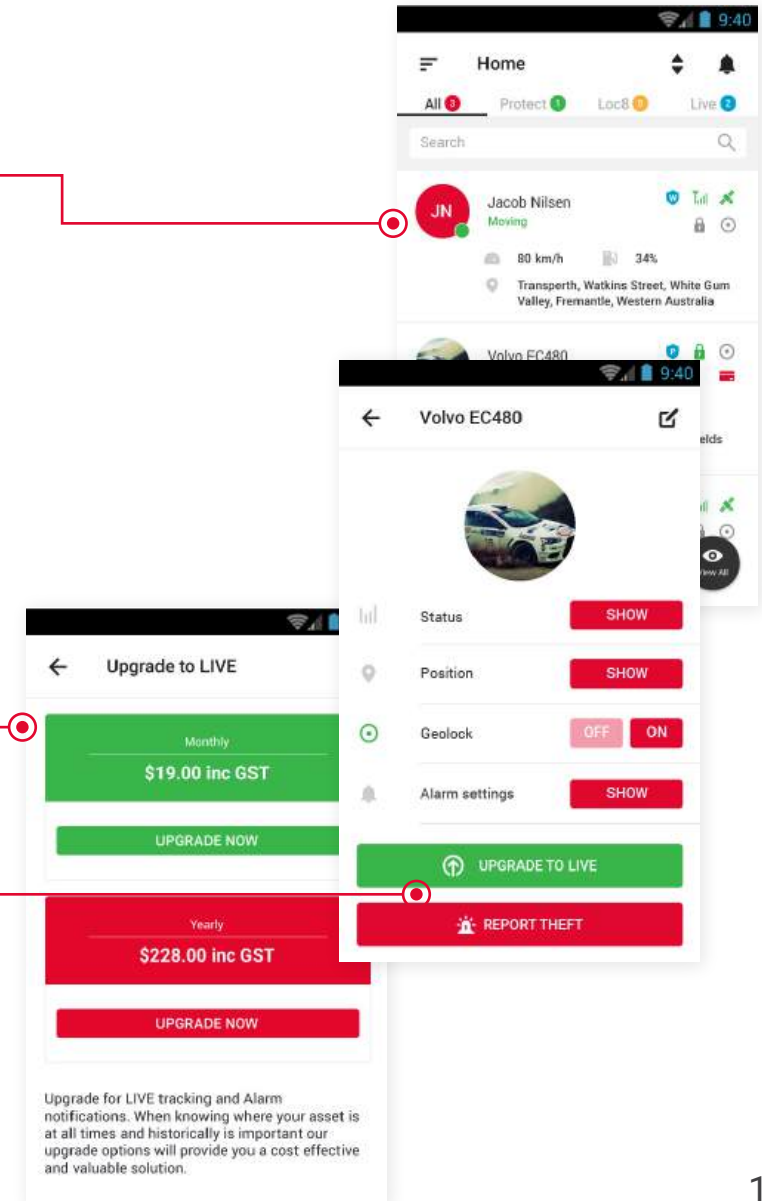 9:40
Home
All 3 Protect 1 Loc8 Live 2
Search
JN
Jacob Nilsen
Moving
80 km/h 34%
Transperth, Watkins Street, White Gum
Valley, Fremantle, Western Australia
Volvo EC480
elds
View All
9:40
Volvo EC480
Status SHOW
Position SHOW
Geolock OFF ON
Alarm settings SHOW
UPGRADE TO LIVE
REPORT THEFT
Upgrade to LIVE
Monthly
$19.00 inc GST
UPGRADE NOW
Yearly
$228.00 inc GST
UPGRADE NOW
Upgrade for LIVE tracking and Alarm
notifications. When knowing where your asset is
at all times and historically is important our
upgrade options will provide you a cost effective
and valuable solution.
1